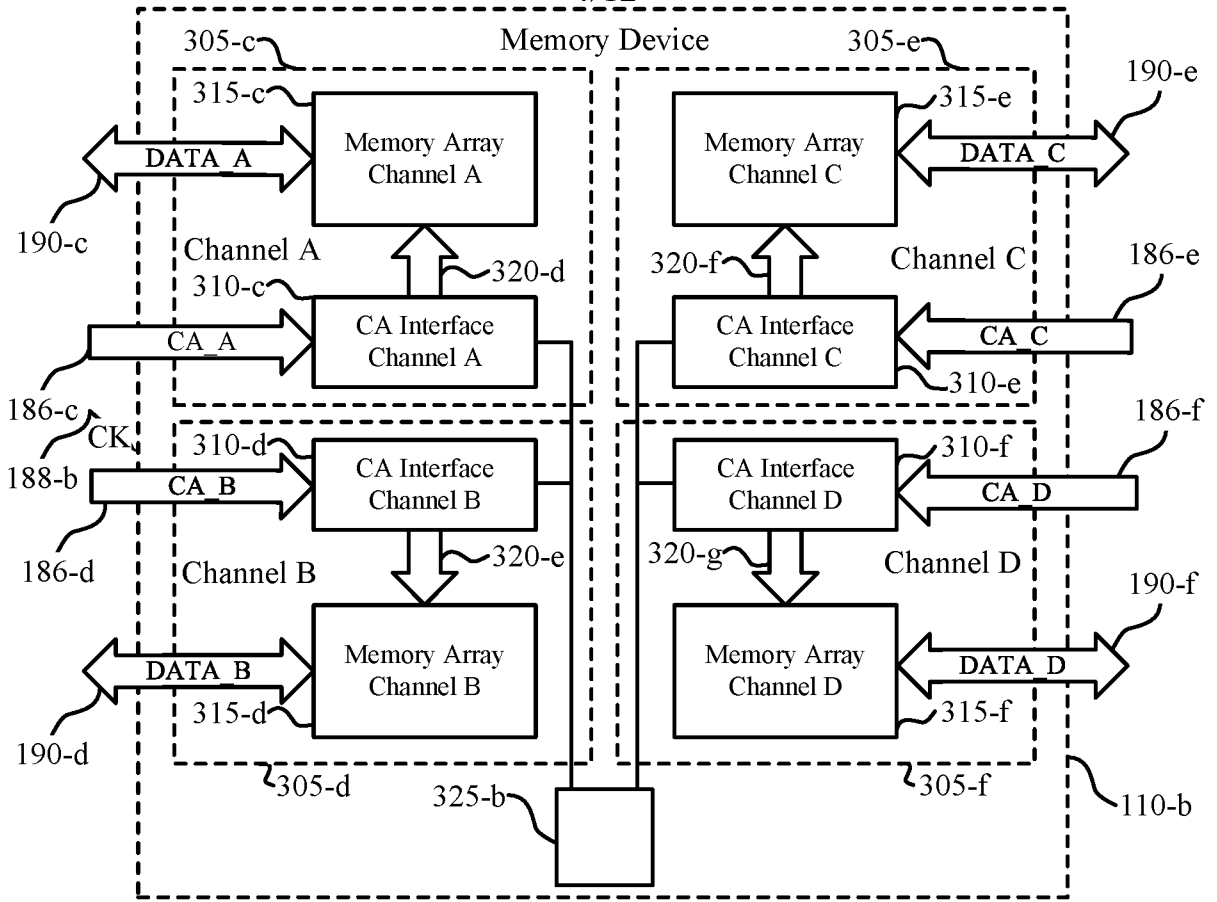 305-c
Memory Device
305-e
190-e
315-c
315-e
Memory Array
Channel A
Memory Array
Channel C
DATA_A
DATA_C
190-c
Channel A
320-d
320-f
Channel C
186-e
310-c
CA Interface
Channel A
CA Interface
Channel C
CA_A
CA_C
186-c
310-e
CK
188-b
310-d
310-f
186-f
CA Interface
Channel B
CA Interface
Channel D
CA_B
CA_D
186-d
Channel B
320-e
320-g
Channel D
190-f
Memory Array
Channel B
Memory Array
Channel D
DATA_B
DATA_D
315-d
315-f
190-d
305-d
325-b
305-f
110-b